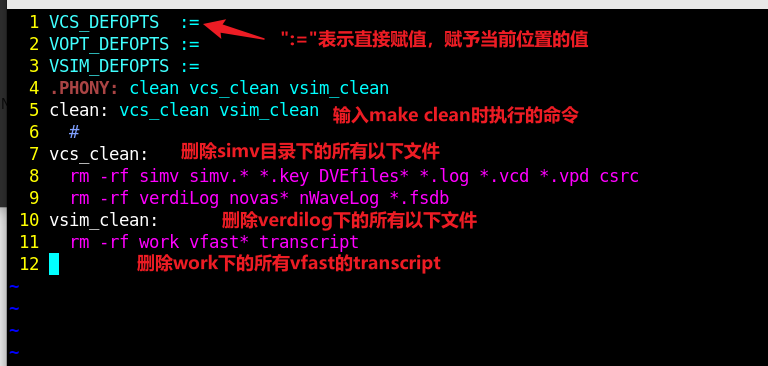 1 VCS_DEFOPTS  := ":="表示直接赋值，赋予当前位置的值
2 VOPT_DEFOPTS :=
3 VSIM_DEFOPTS :=
4 .PHONY: clean vcs_clean vsim_clean
5 clean: vcs_clean vsim_clean 输入make clean时执行的命令
6   #
7 vcs_clean: 删除simv目录下的所有以下文件
8   rm -rf simv simv.* *.key DVEfiles* *.log *.vcd *.vpd csrc
9   rm -rf verdiLog novas* nWaveLog *.fsdb
10 vsim_clean: 删除verdilog下的所有以下文件
11   rm -rf work vfast* transcript
12 删除work下的所有vfast的transcript
~
~
~
~